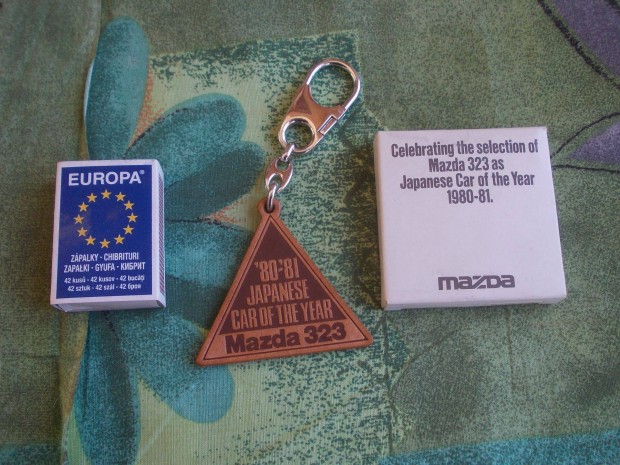 EUROPA®
ZÁPALKY · CHIBRITURI
ZAPAŁKI · GYUFA · КИБРИТ
42 kusů · 42 kusov · 42 bucăți
42 sztuk · 42 szál · 42 броя
'80-'81
JAPANESE
CAR OF THE YEAR
Mazda 323
Celebrating the selection of
Mazda 323 as
Japanese Car of the Year
1980-81.
mazda